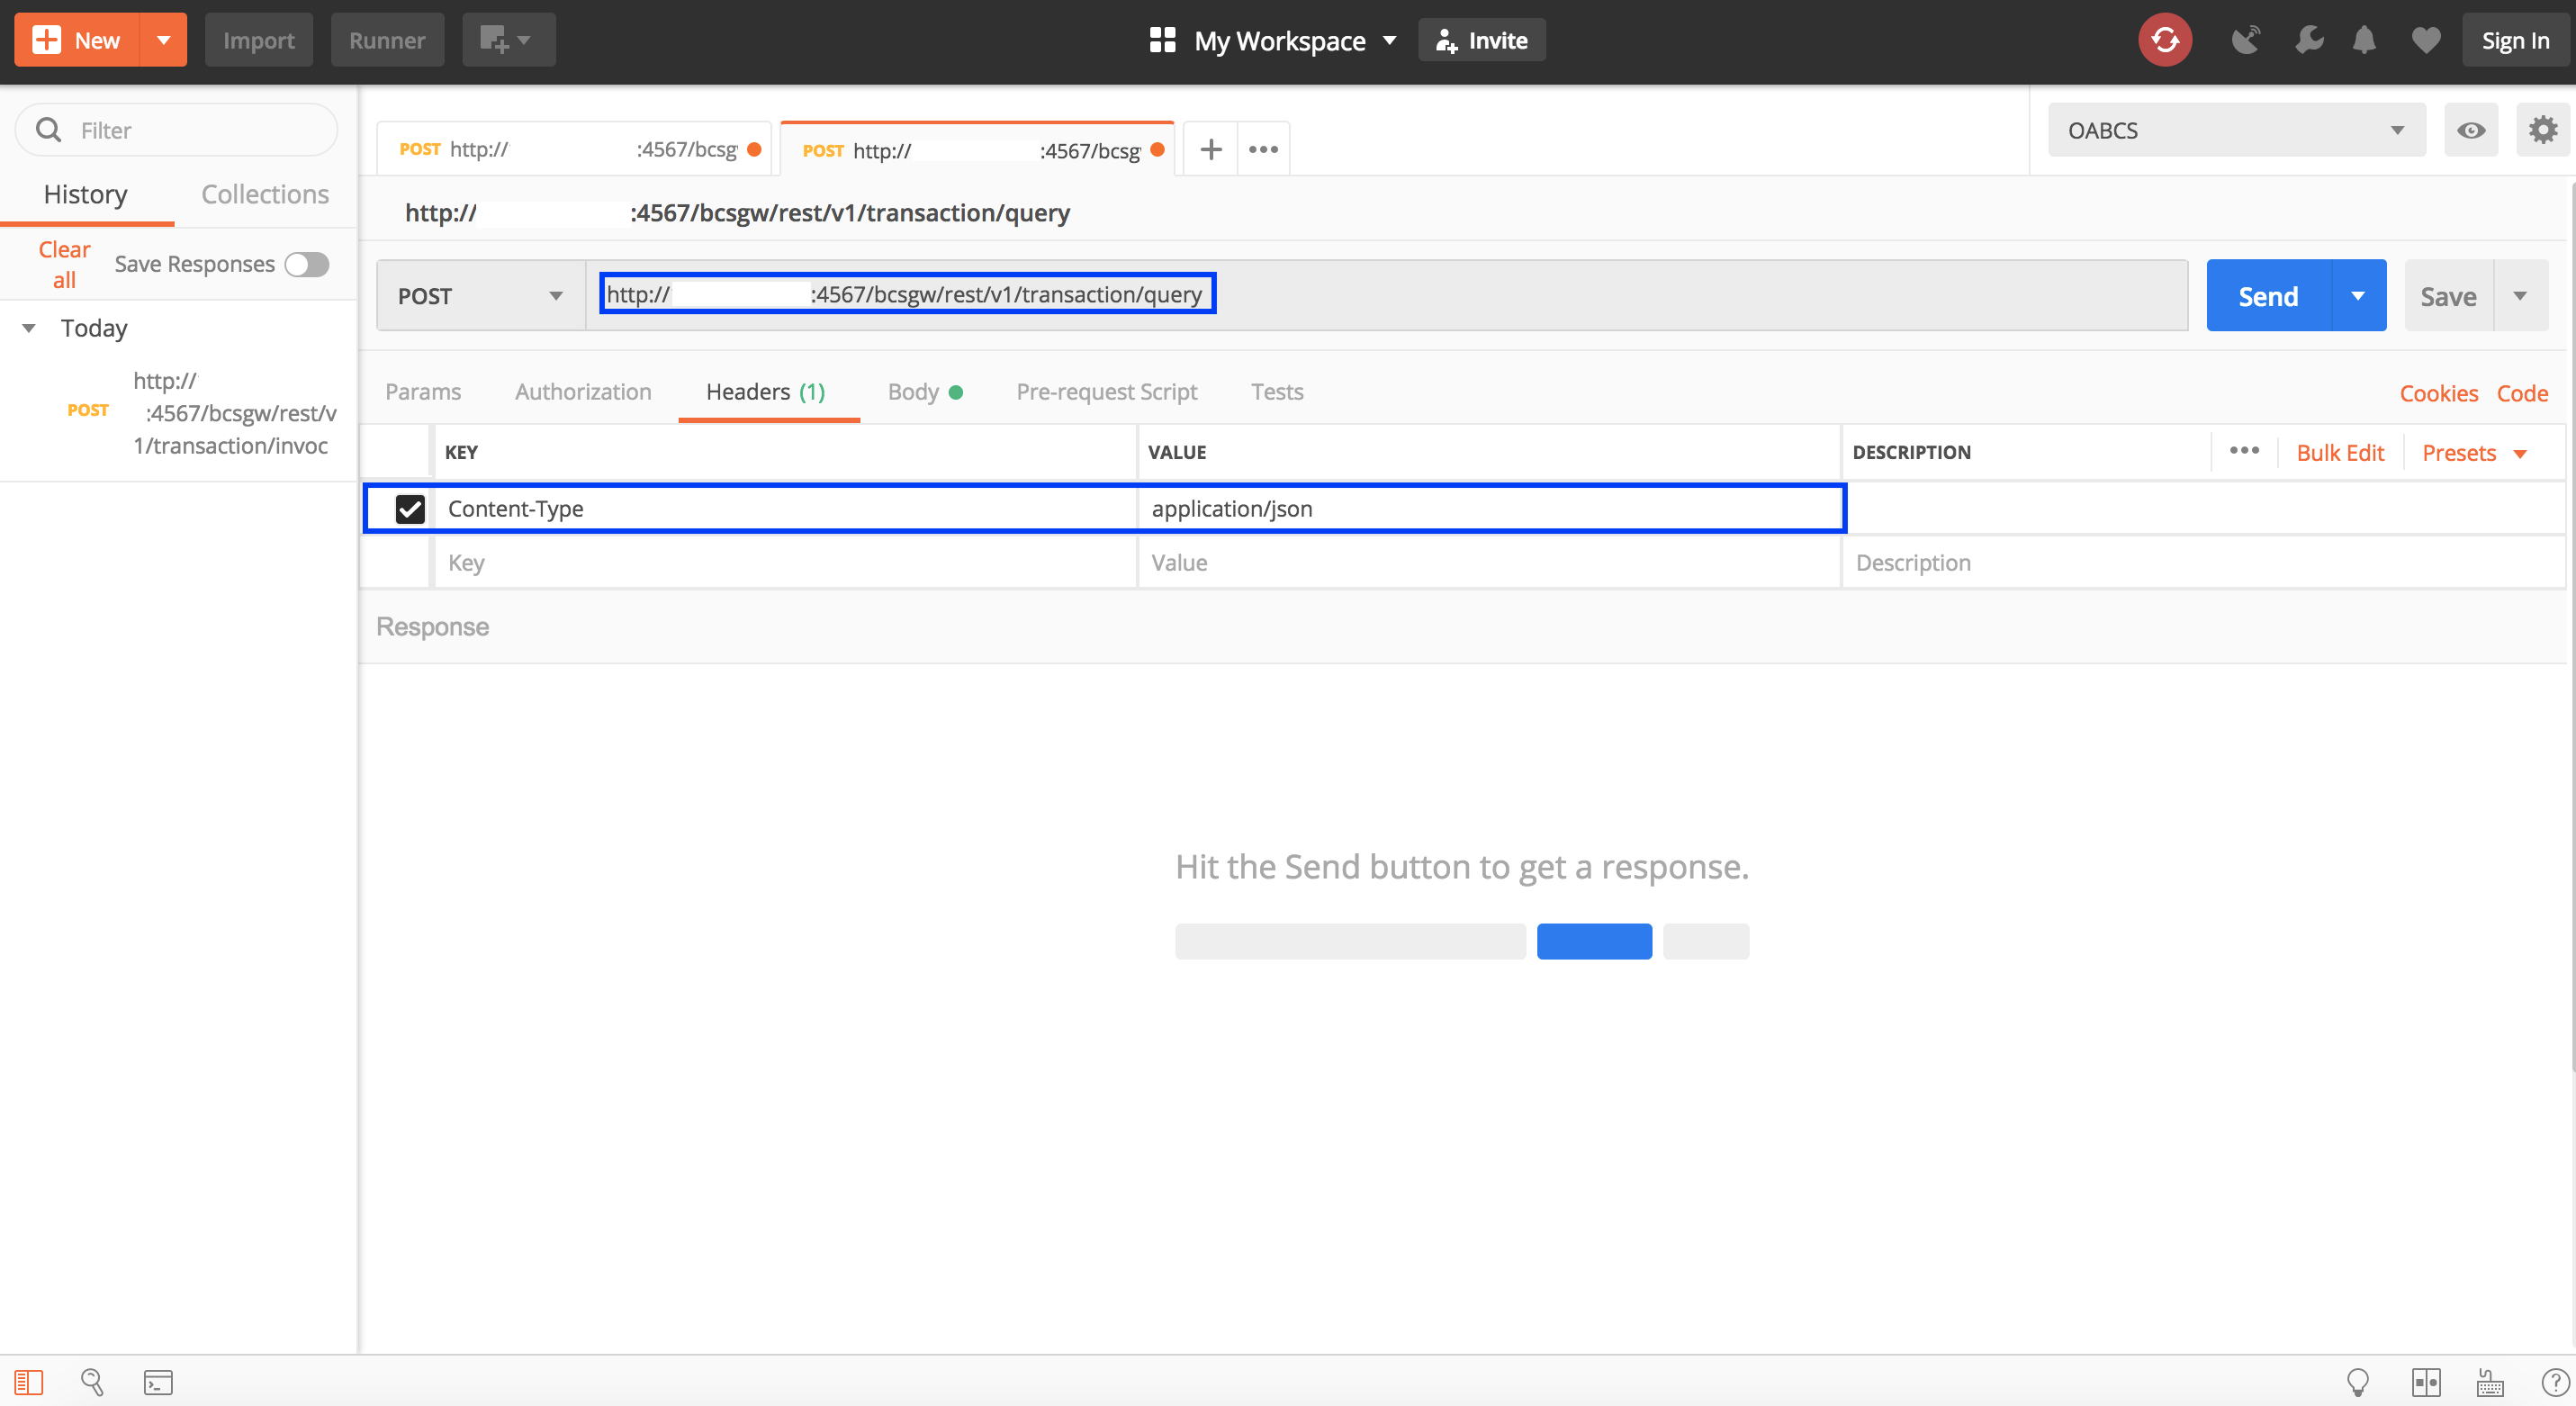 New Import Runner My Workspace Invite Sign In
Filter
History Collections
Clear all Save Responses
Today
POST http:// :4567/bcsgw/rest/v
1/transaction/invoc
POST http:// :4567/bcsg
POST http:// :4567/bcsg
OABCS
http:// :4567/bcsgw/rest/v1/transaction/query
POST http:// :4567/bcsgw/rest/v1/transaction/query Send Save
Params Authorization Headers (1) Body Pre-request Script Tests Cookies Code
KEY VALUE DESCRIPTION Bulk Edit Presets
Content-Type application/json
Key Value Description
Response
Hit the Send button to get a response.